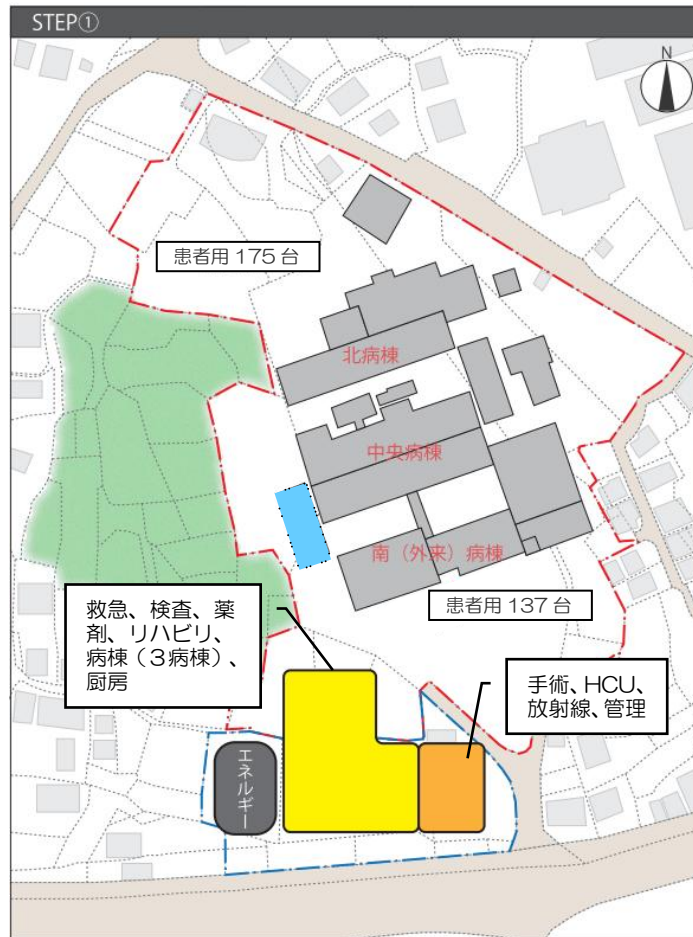 STEP①
N
患者用 175 台
北病棟
中央病棟
南（外来）病棟
患者用 137 台
救急、検査、薬
剤、リハビリ、
病棟（３病棟）、
厨房
手術、HCU、
放射線、管理
エネルギー